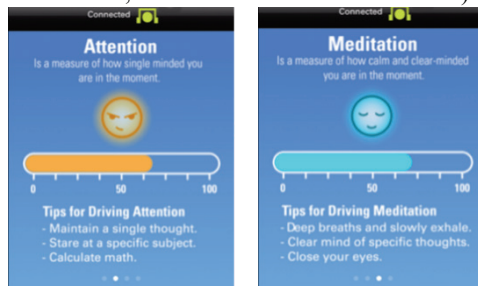 Connected
Attention
Is a measure of how single minded you
are in the moment.
0 50 100
Tips for Driving Attention
- Maintain a single thought.
- Stare at a specific subject.
- Calculate math.
Connected
Meditation
Is a measure of how calm and clear-minded
you are in the moment.
0 50 100
Tips for Driving Meditation
- Deep breaths and slowly exhale.
- Clear mind of specific thoughts.
- Close your eyes.